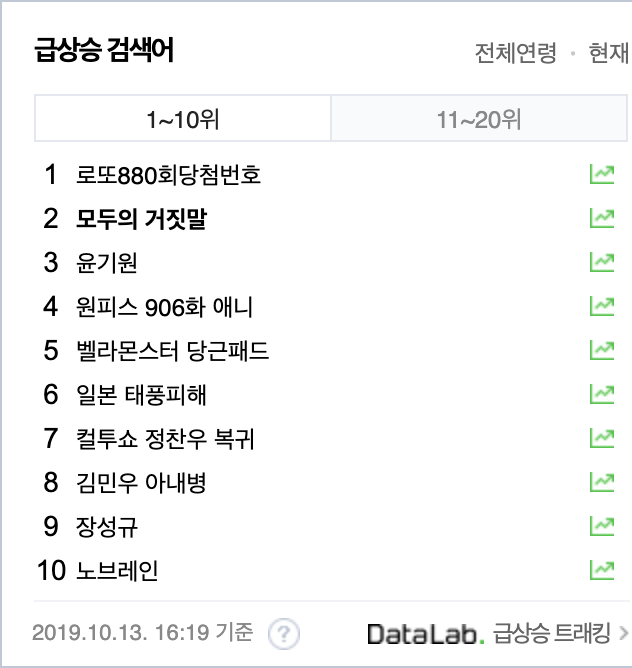 급상승 검색어 전체연령 · 현재
1~10위 11~20위
1 로또880회당첨번호
2 모두의 거짓말
3 윤기원
4 원피스 906화 애니
5 벨라몬스터 당근패드
6 일본 태풍피해
7 컬투쇼 정찬우 복귀
8 김민우 아내병
9 장성규
10 노브레인
2019.10.13. 16:19 기준 ? DataLab. 급상승 트래킹 >